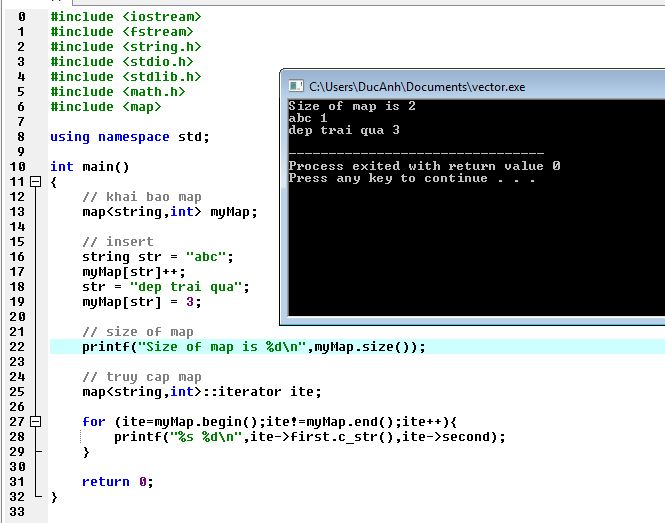 0 #include <iostream>
1 #include <fstream>
2 #include <string.h>
3 #include <stdio.h>
4 #include <stdlib.h>
5 #include <math.h>
6 #include <map>
7
8 using namespace std;
9
10 int main()
11 {
12 // khai bao map
13 map<string,int> myMap;
14
15 // insert
16 string str = "abc";
17 myMap[str]++;
18 str = "dep trai qua";
19 myMap[str] = 3;
20
21 // size of map
22 printf("Size of map is %d\n",myMap.size());
23
24 // truy cap map
25 map<string,int>::iterator ite;
26
27 for (ite=myMap.begin();ite!=myMap.end();ite++){
28 printf("%s %d\n",ite->first.c_str(),ite->second);
29 }
30
31 return 0;
32 }
33
C:\Users\DucAnh\Documents\vector.exe
Size of map is 2
abc 1
dep trai qua 3
--------------------------------
Process exited with return value 0
Press any key to continue . . .